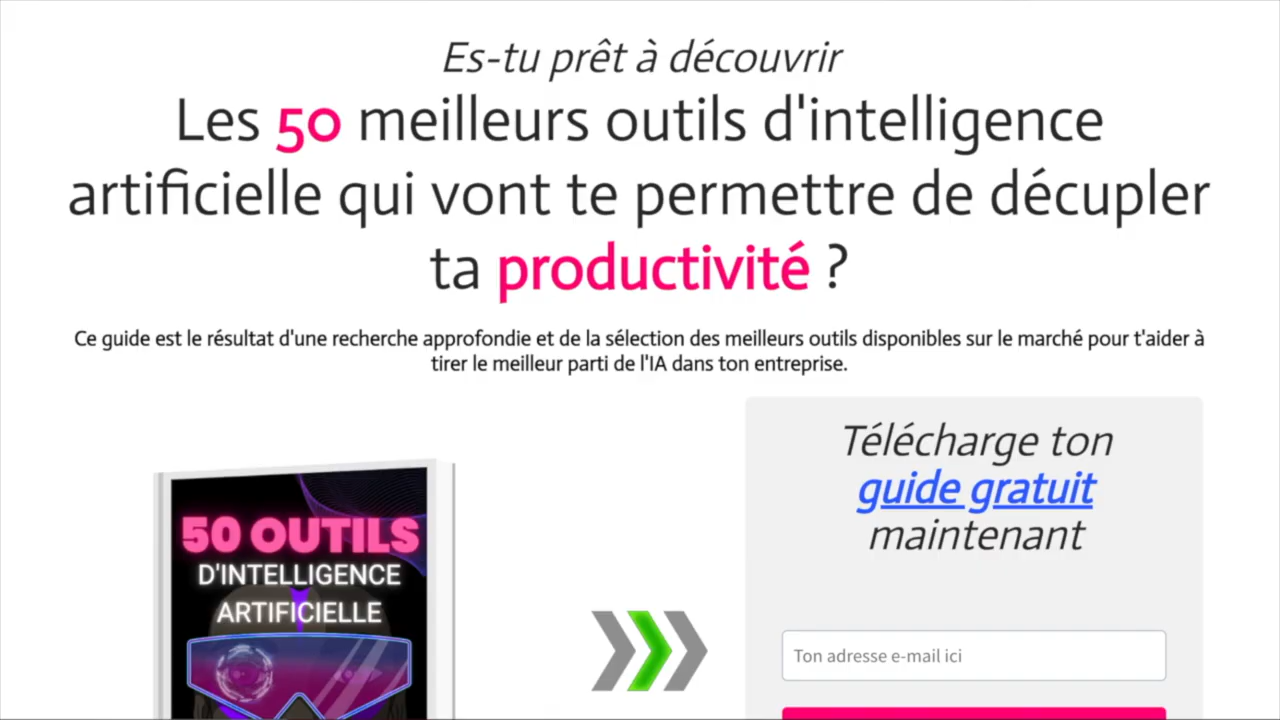 Es-tu prêt à découvrir
Les 50 meilleurs outils d'intelligence
artificielle qui vont te permettre de décupler
ta productivité ?
Ce guide est le résultat d'une recherche approfondie et de la sélection des meilleurs outils disponibles sur le marché pour t'aider à
tirer le meilleur parti de l'IA dans ton entreprise.
50 OUTILS
D'INTELLIGENCE
ARTIFICIELLE
Télécharge ton
guide gratuit
maintenant
Ton adresse e-mail ici